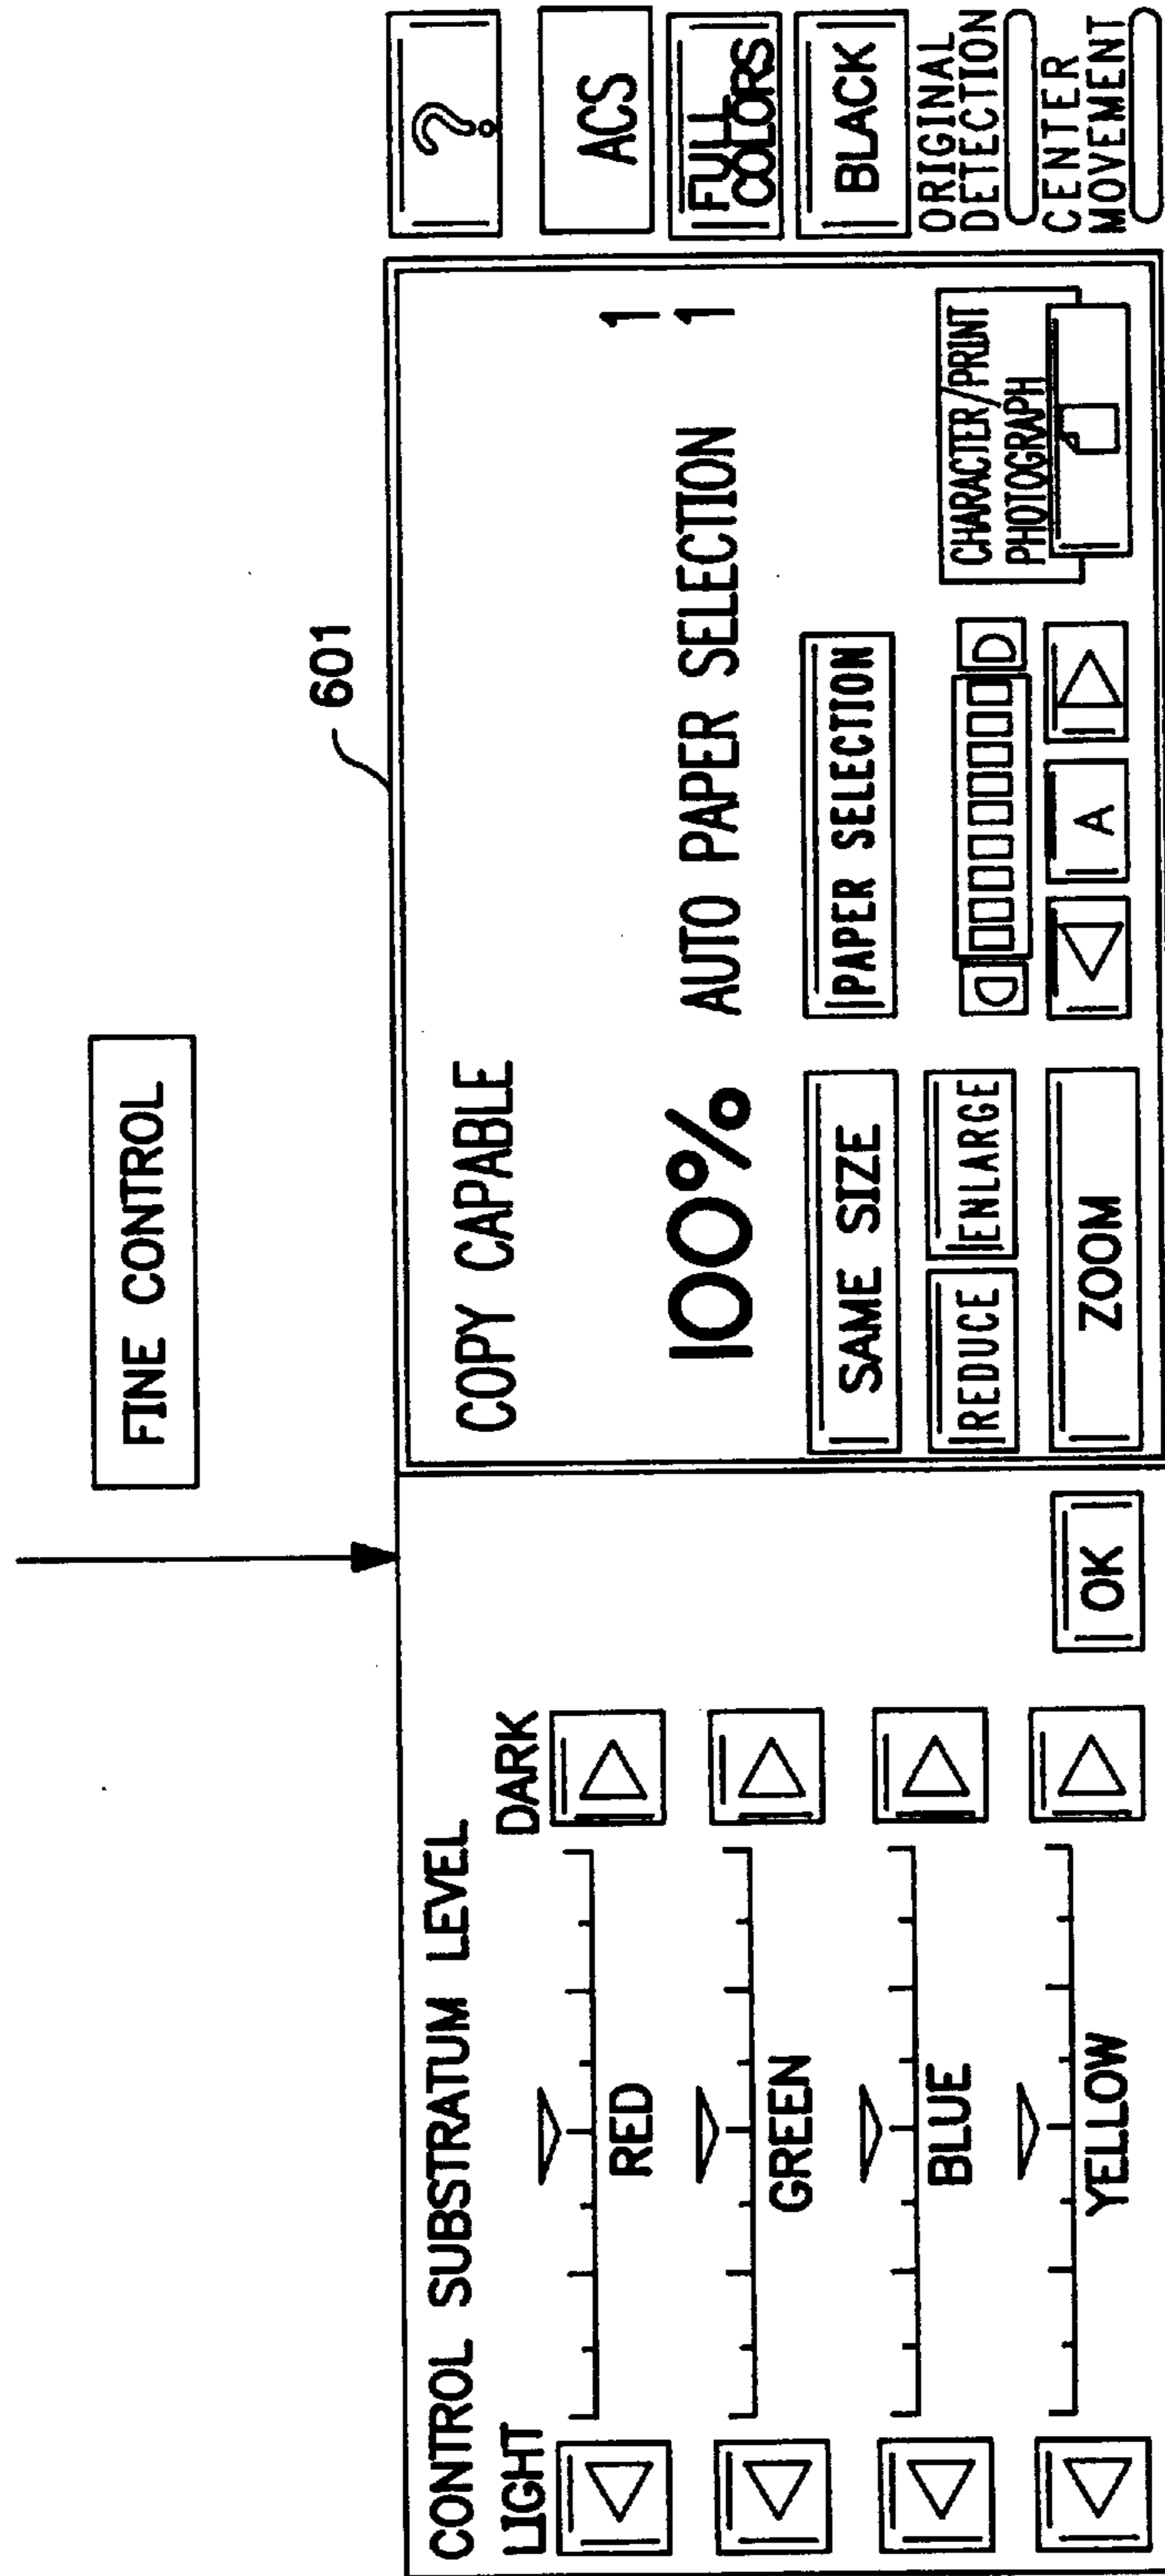 FINE CONTROL
601
CONTROL SUBSTRATUM LEVEL
LIGHT
DARK
RED
GREEN
BLUE
YELLOW
OK
COPY CAPABLE
1
100%
AUTO PAPER SELECTION
1
SAME SIZE
PAPER SELECTION
REDUCE
ENLARGE
ZOOM
A
CHARACTER/PRINT
PHOTOGRAPH
?
ACS
FULL
COLORS
BLACK
ORIGINAL
DETECTION
CENTER
MOVEMENT